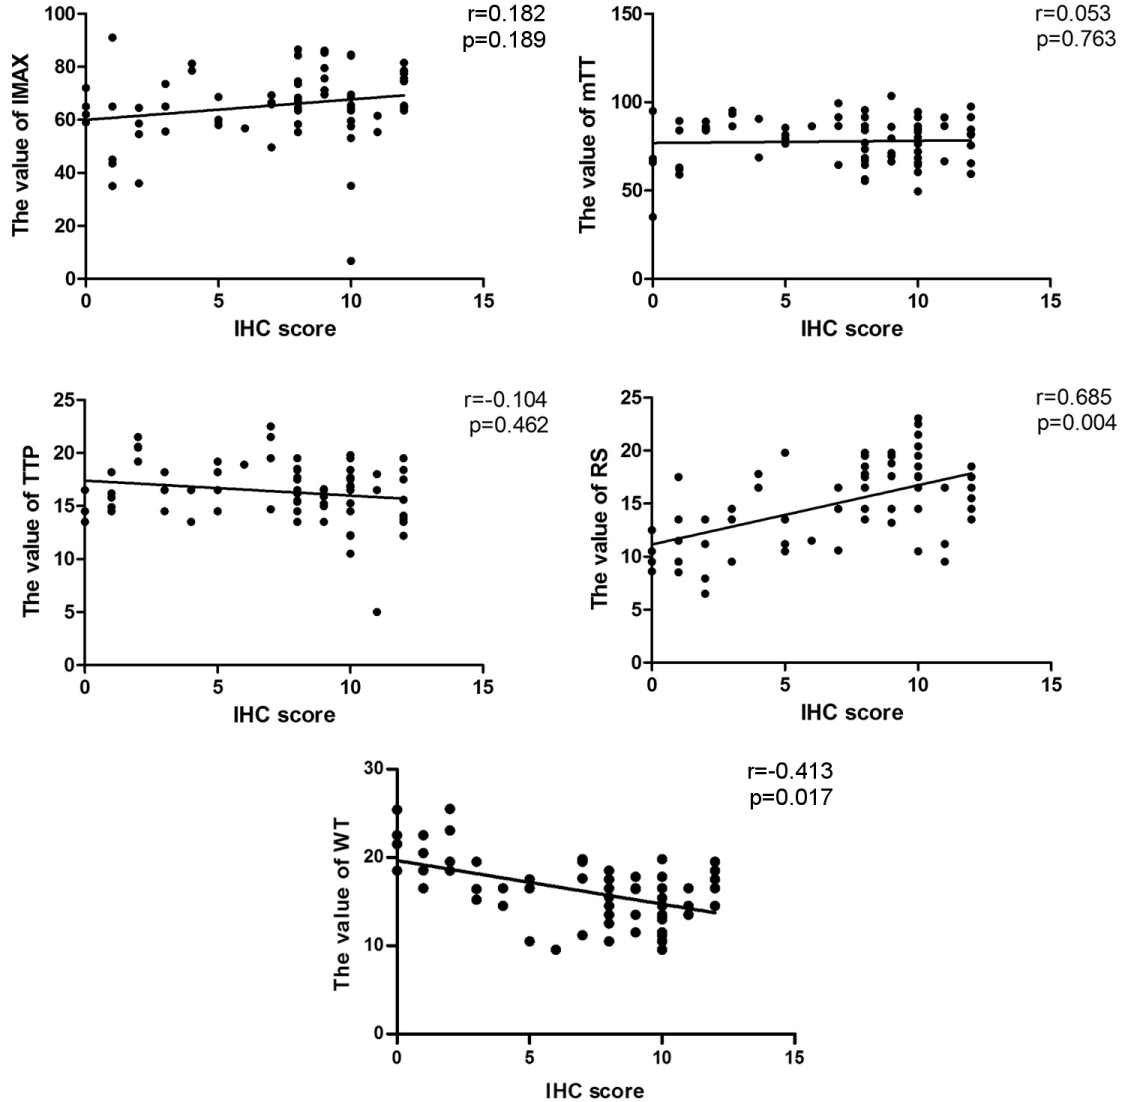 r=0.182
p=0.189
The value of IMAX
100
80
60
40
20
0
0 5 10 15
IHC score
r=0.053
p=0.763
The value of mTT
150
100
50
0
0 5 10 15
IHC score
r=-0.104
p=0.462
The value of TTP
25
20
15
10
5
0
0 5 10 15
IHC score
r=0.685
p=0.004
The value of RS
25
20
15
10
5
0
0 5 10 15
IHC score
r=-0.413
p=0.017
The value of WT
30
20
10
0
0 5 10 15
IHC score